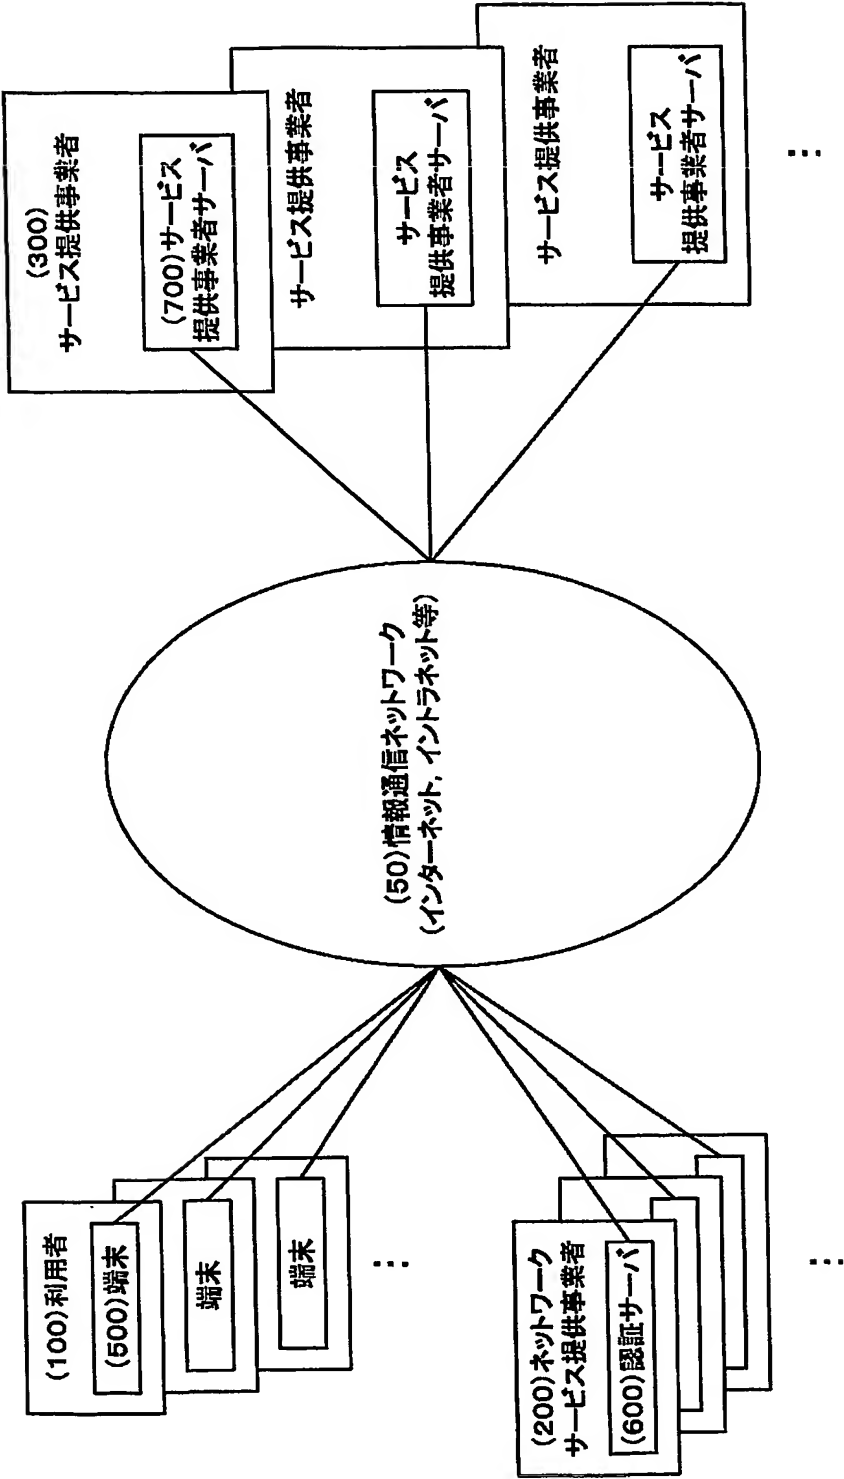 (100)利用者
(500)端末
端末
端末
⋮
(200)ネットワーク
サービス提供事業者
(600)認証サーバ
⋮
(50)情報通信ネットワーク
(インターネット, イントラネット等)
(300)
サービス提供事業者
(700)サービス
提供事業者サーバ
サービス提供事業者
サービス
提供事業者サーバ
サービス提供事業者
サービス
提供事業者サーバ
⋮